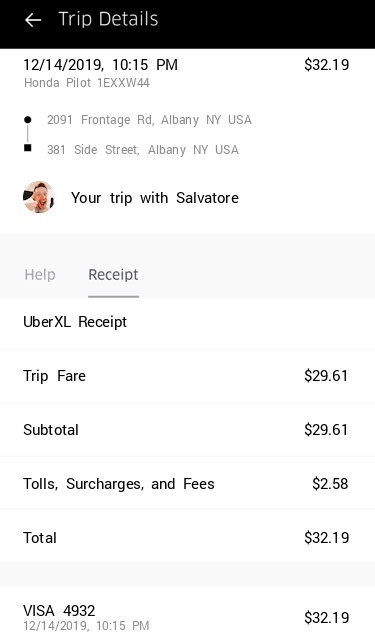 Trip Details
12/14/2019, 10:15 PM $32.19
Honda Pilot 1EXXW44
2091 Frontage Rd, Albany NY USA
381 Side Street, Albany NY USA
Your trip with Salvatore
Help Receipt
UberXL Receipt
Trip Fare $29.61
Subtotal $29.61
Tolls, Surcharges, and Fees $2.58
Total $32.19
VISA 4932 $32.19
12/14/2019, 10:15 PM